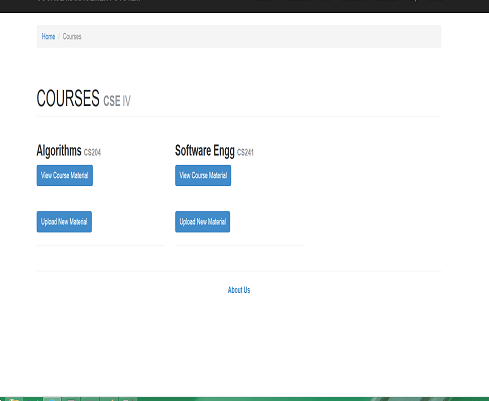 Home / Courses
COURSES CSE IV
Algorithms CS204
Software Engg CS241
View Course Material
View Course Material
Upload New Material
Upload New Material
About Us